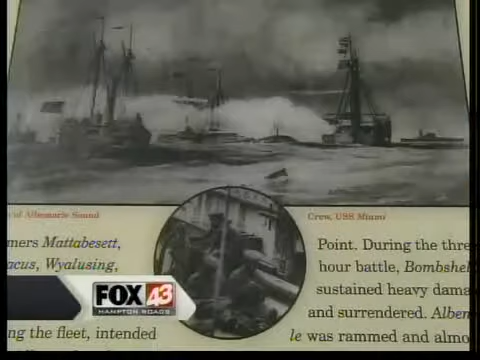 of Albemarle Sound
Crew, USS Miami
mers Mattabesett,
acus, Wyalusing,
ng the fleet, intended
Point. During the thre
hour battle, Bombshel
sustained heavy dama
and surrendered. Albem
le was rammed and almo
FOX 43
HAMPTON ROADS